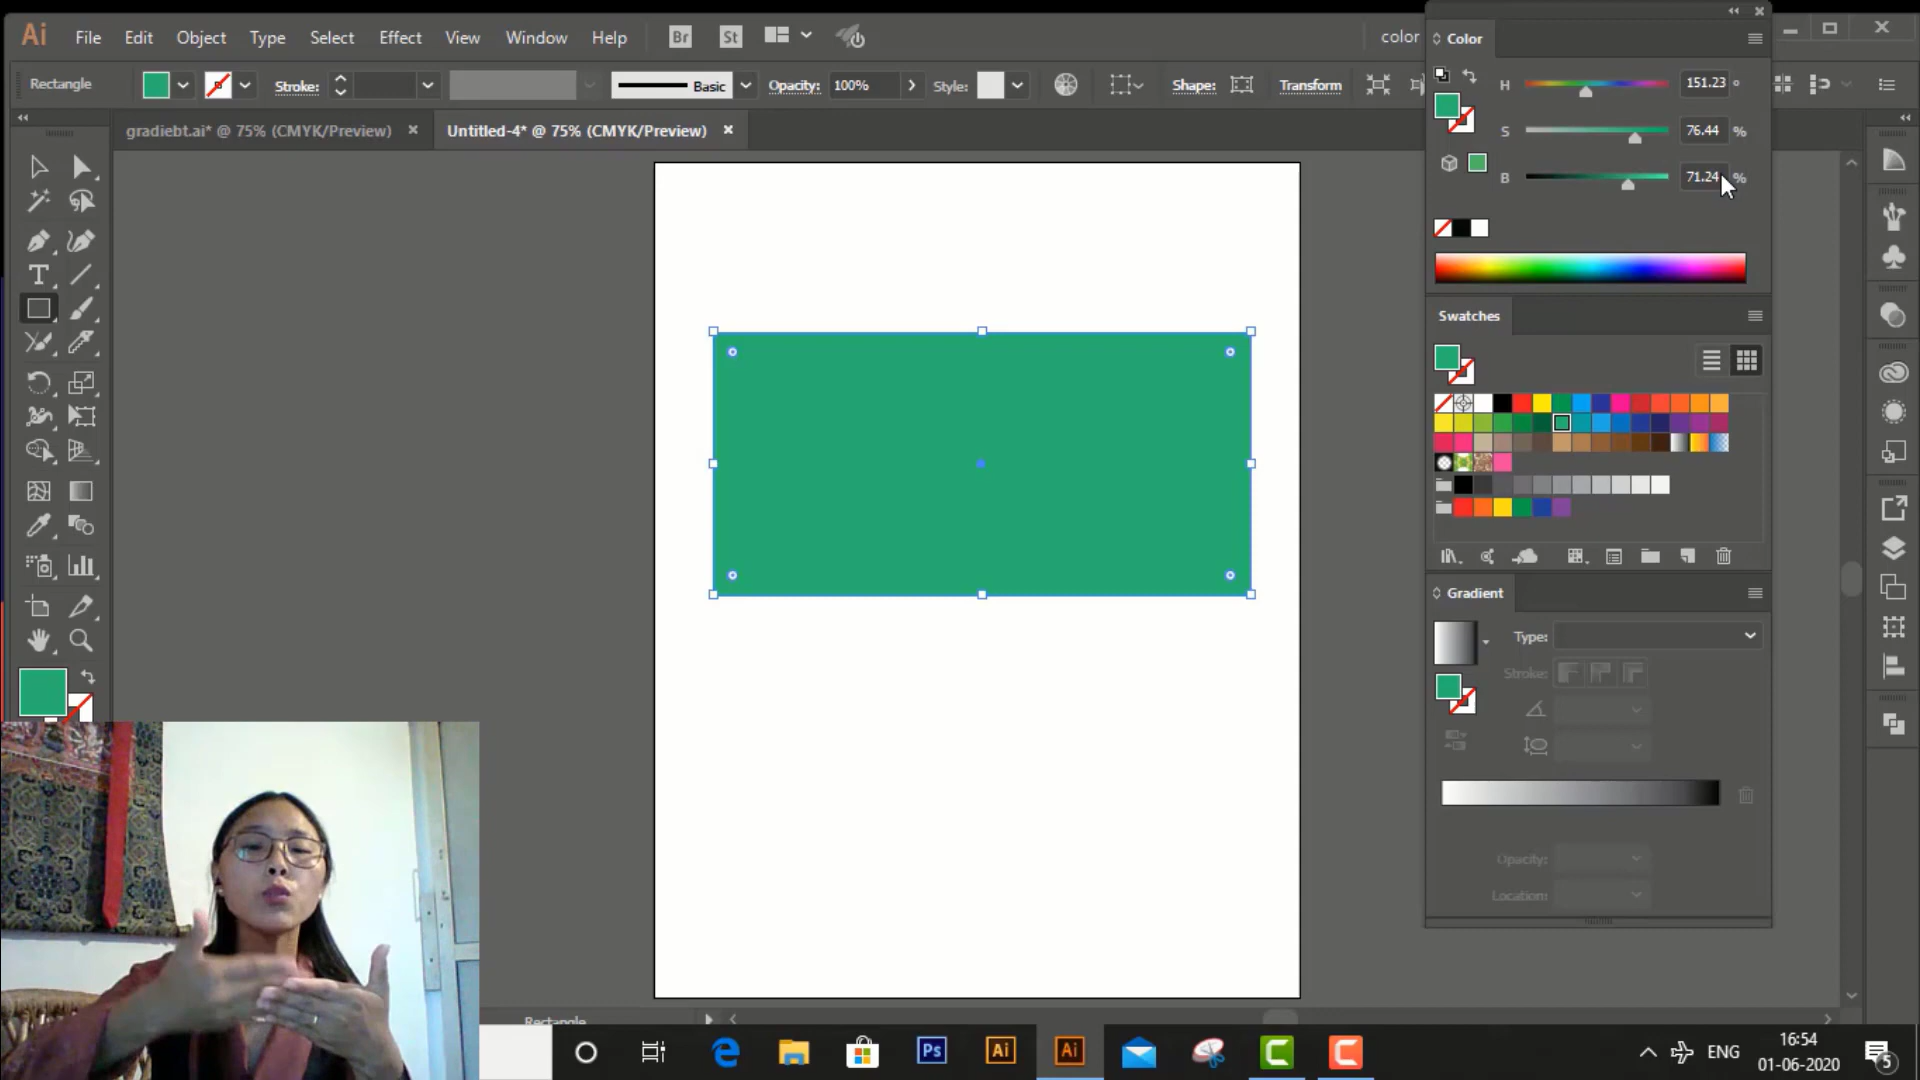 Ai File Edit Object Type Select Effect View Window Help Br St color
Rectangle Stroke: Basic Opacity: 100% Style: Shape: Transform
gradiebt.ai* @ 75% (CMYK/Preview) × Untitled-4* @ 75% (CMYK/Preview) ×
Color
H 151.23 °
S 76.44 %
B 71.24 %
Swatches
Gradient
Type:
Stroke:
Opacity:
Location:
T
Rectangle
Ps Ai Ai
ENG
16:54
01-06-2020
5